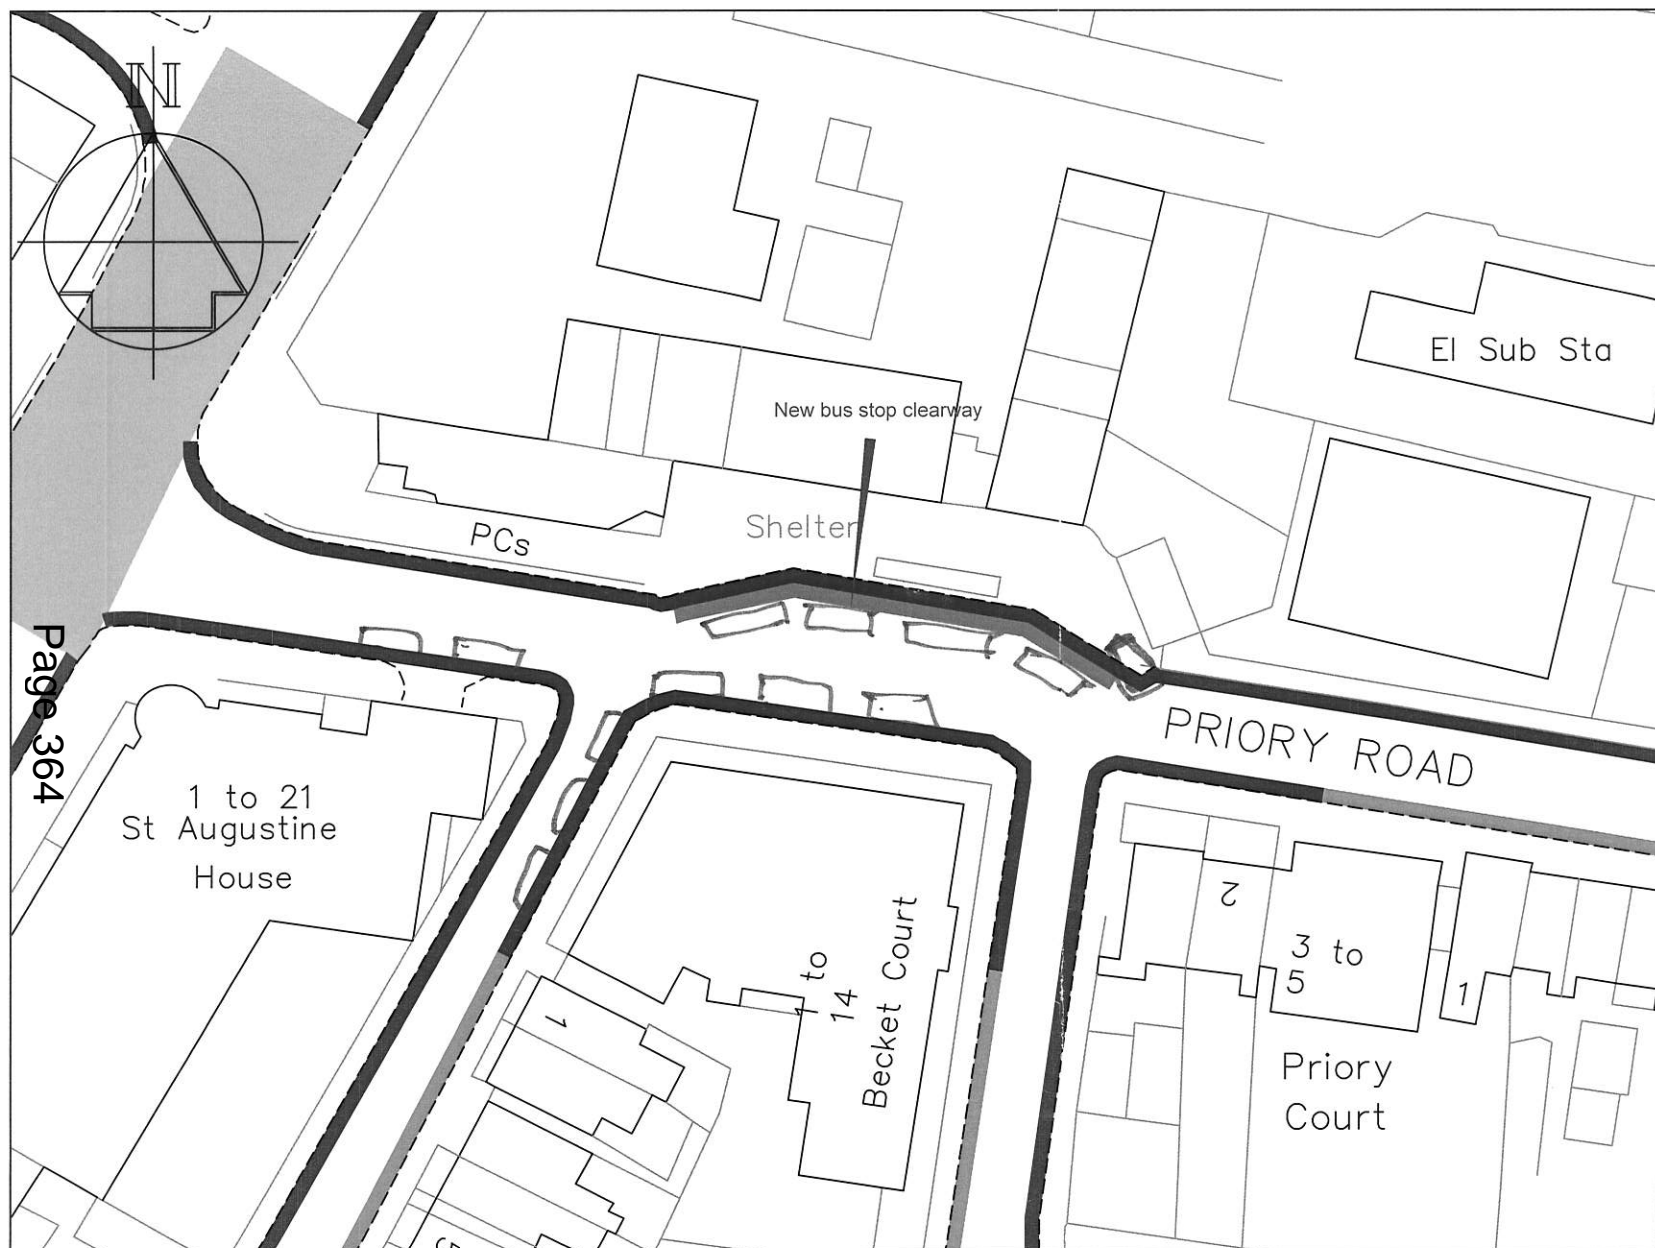 N
El Sub Sta
New bus stop clearway
Shelter
PCs
Page 364
PRIORY ROAD
1 to 21
St Augustine
House
2
3 to
5
1
1 to
14
Becket Court
1
Priory
Court
5